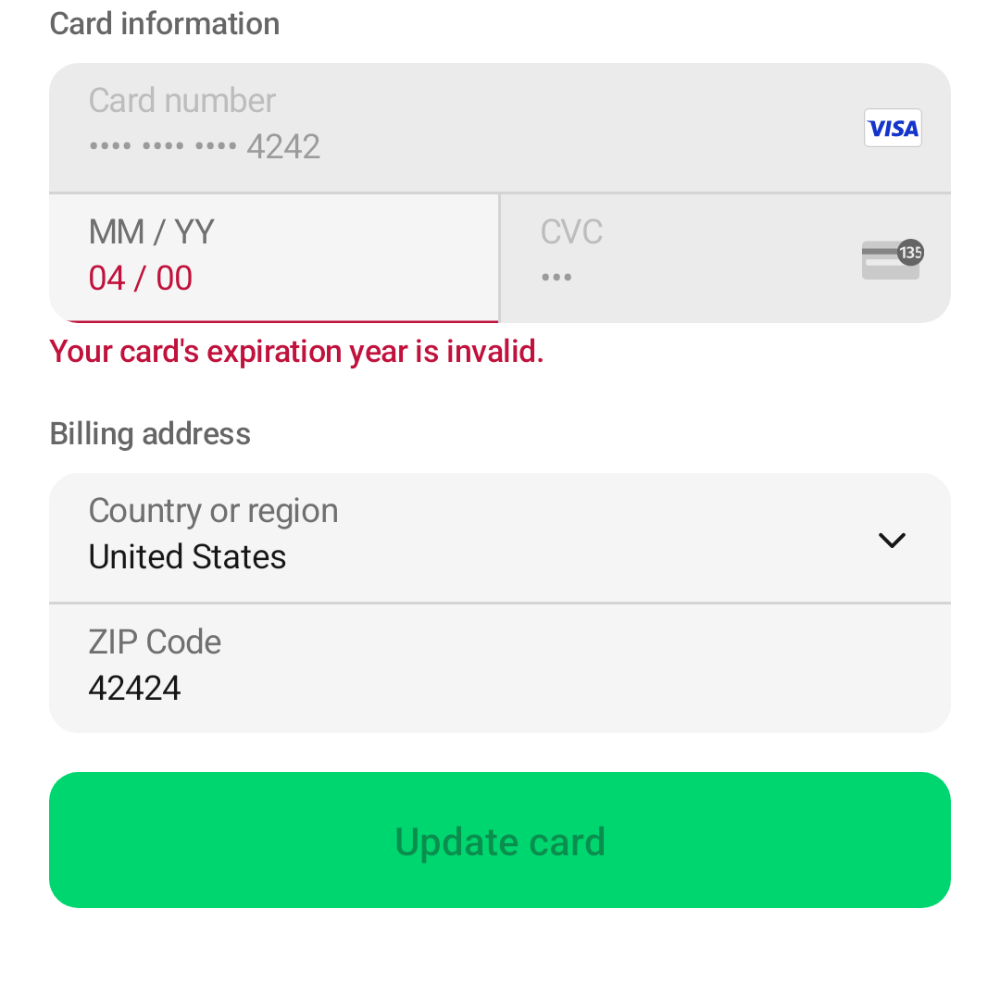 Card information
Card number
•••• •••• •••• 4242
VISA
MM / YY
04 / 00
CVC
•••
135
Your card's expiration year is invalid.
Billing address
Country or region
United States
ZIP Code
42424
Update card